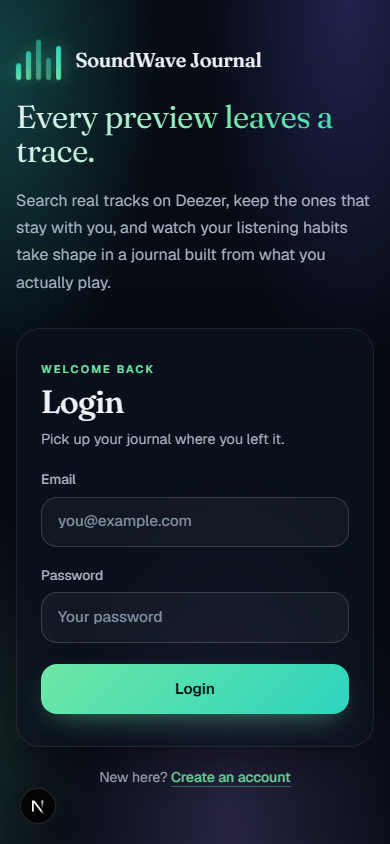 SoundWave Journal
Every preview leaves a
trace.
Search real tracks on Deezer, keep the ones that
stay with you, and watch your listening habits
take shape in a journal built from what you
actually play.
WELCOME BACK
Login
Pick up your journal where you left it.
Email
you@example.com
Password
Your password
Login
New here? Create an account
N